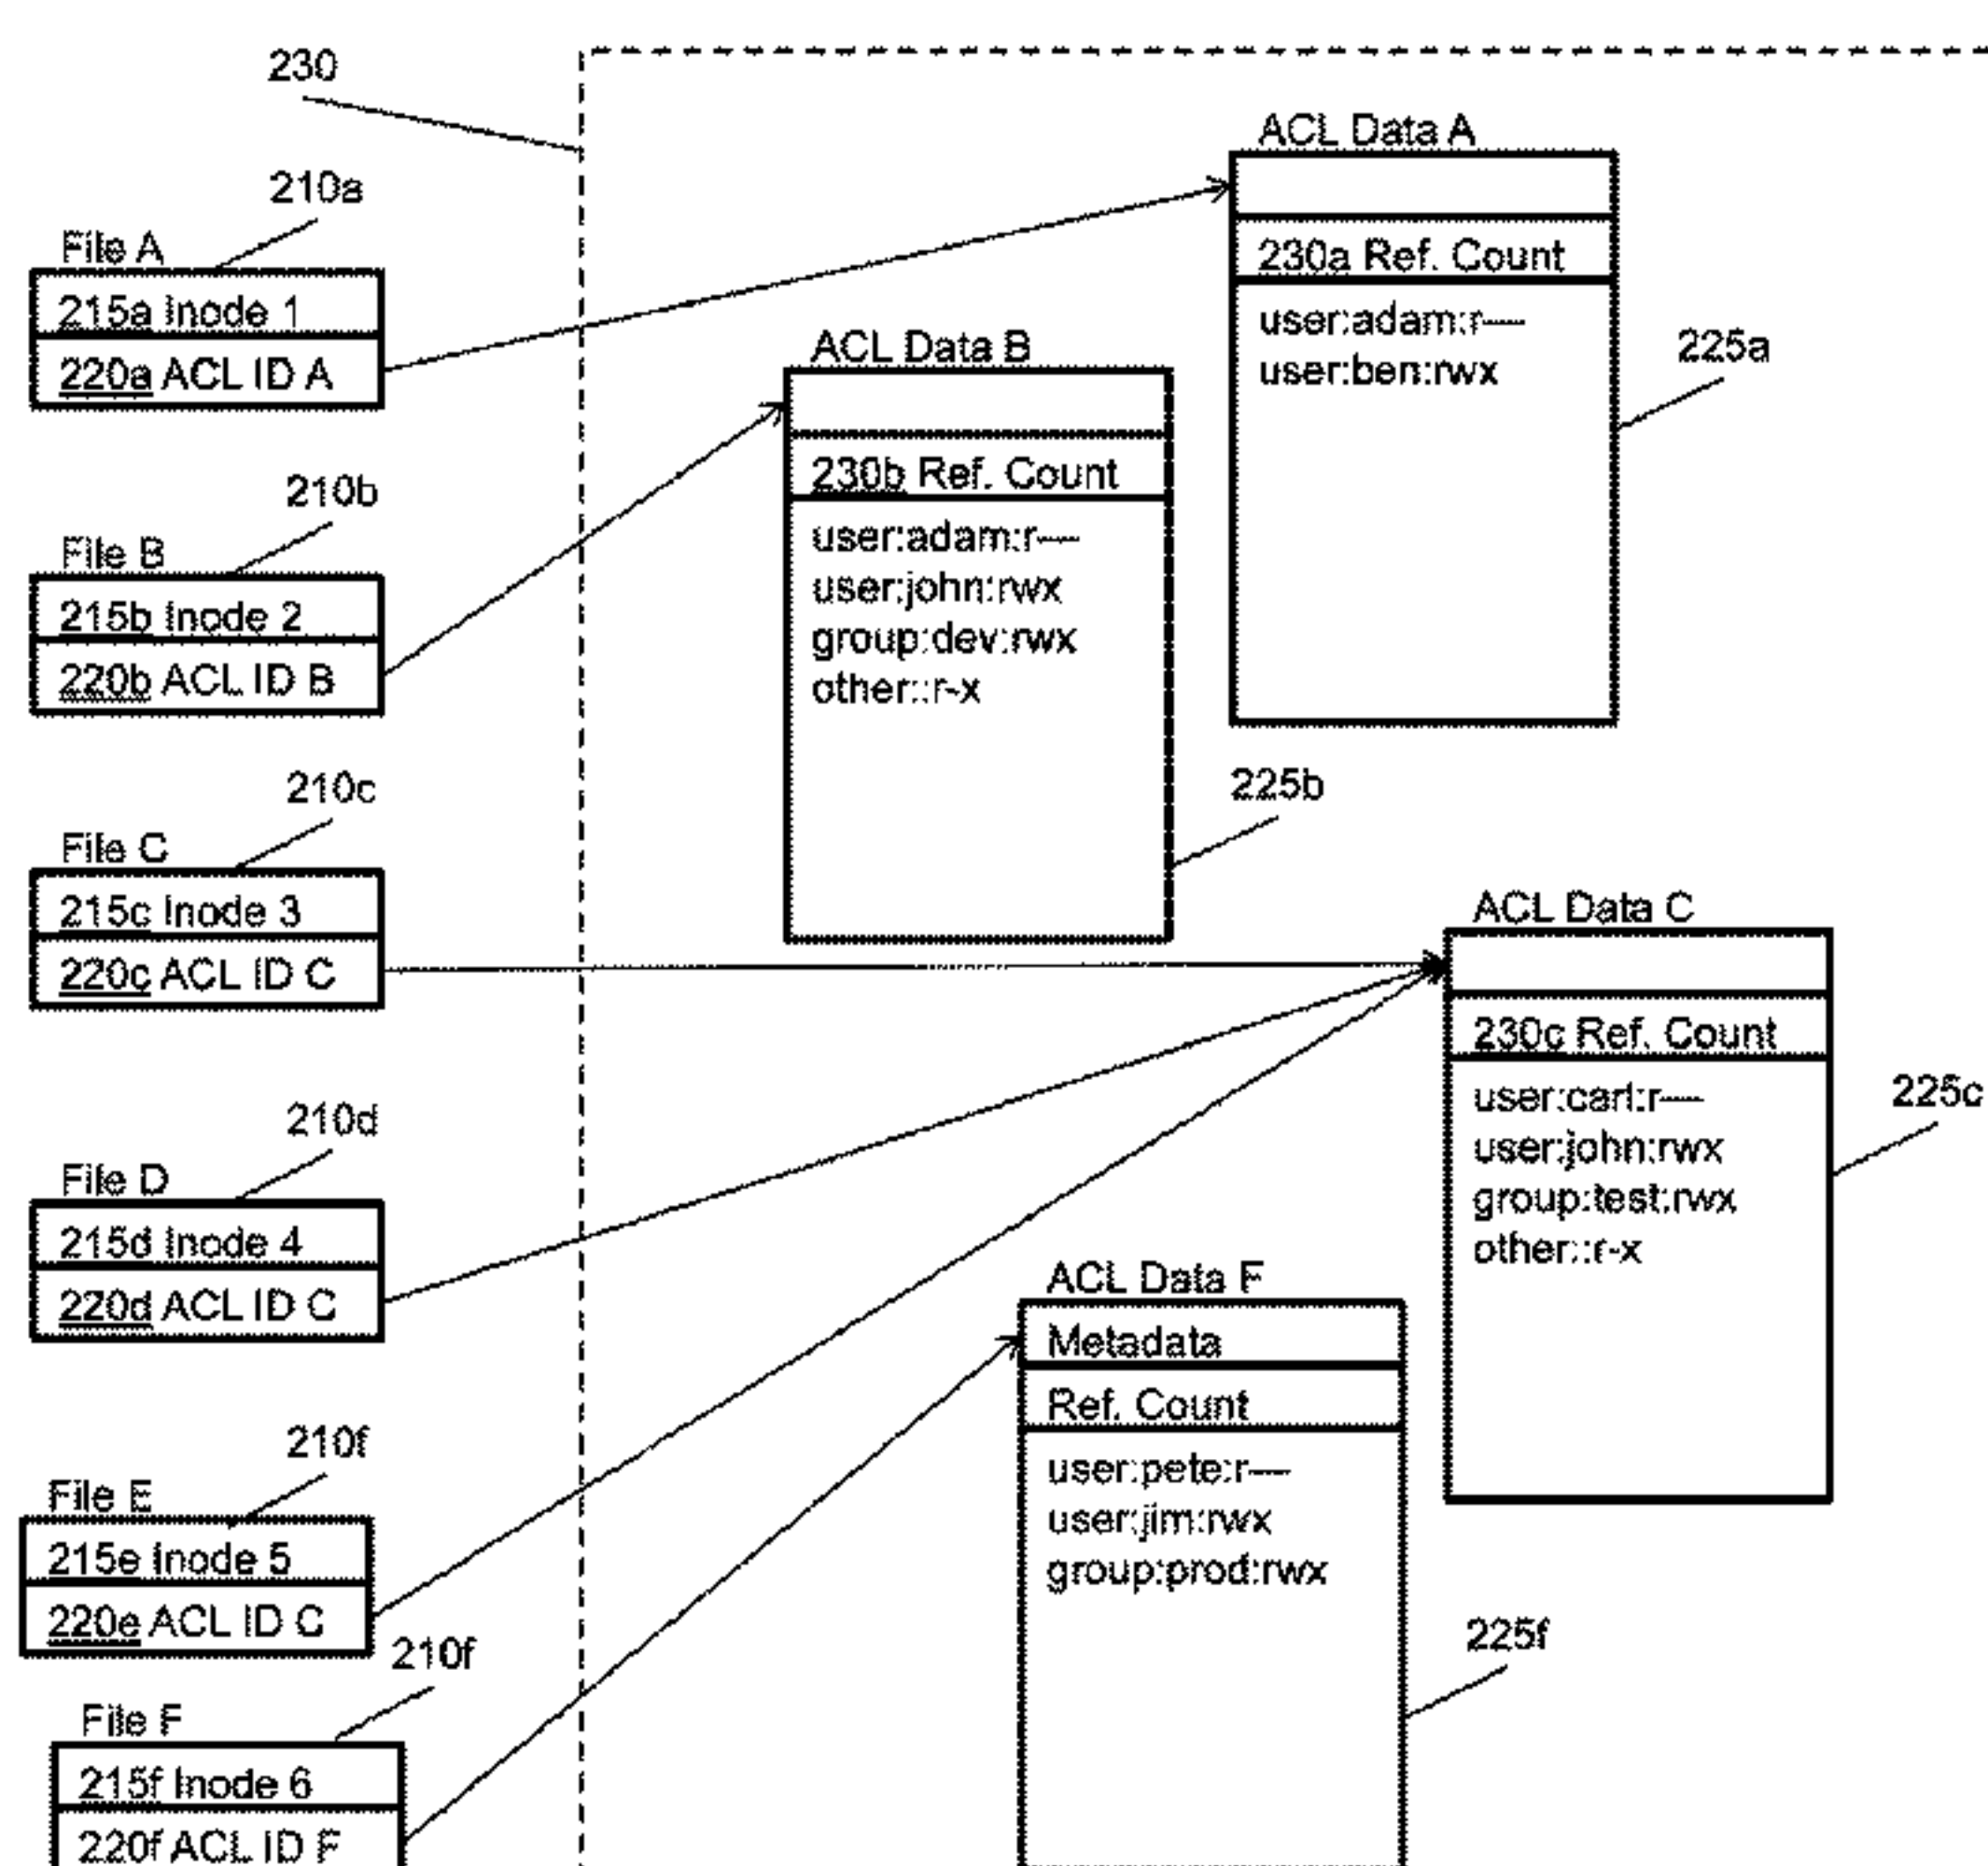 230
210a
File A
215a Inode 1
220a ACL ID A
210b
File B
215b Inode 2
220b ACL ID B
210c
File C
215c Inode 3
220c ACL ID C
210d
File D
215d Inode 4
220d ACL ID C
210f
File E
215e Inode 5
220e ACL ID C
210f
File F
215f Inode 6
220f ACL ID F
ACL Data A
230a Ref. Count
user:adam:r—
user:ben:rwx
225a
ACL Data B
230b Ref. Count
user:adam:r—
user:john:rwx
group:dev:rwx
other::r-x
225b
ACL Data C
230c Ref. Count
user:carl:r—
user:john:rwx
group:test:rwx
other::r-x
225c
ACL Data F
Metadata
Ref. Count
user:pete:r—
user:jim:rwx
group:prod:rwx
225f